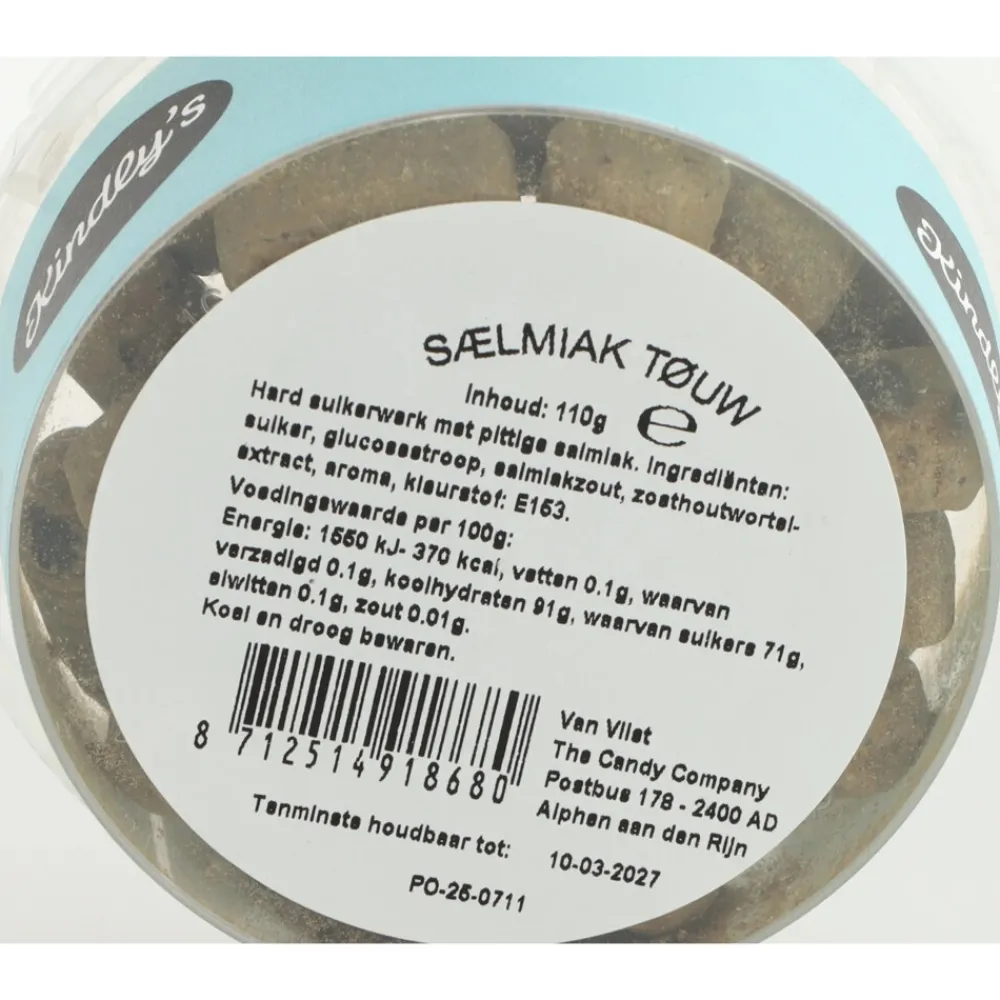 Kindly's
Kindly
SÆLMIAK TØUW
Inhoud: 110g e
Hard suikerwerk met pittige salmiak. Ingrediënten:
suiker, glucosestroop, salmiakzout, zoethoutwortel-
extract, aroma, kleurstof: E153.
Voedingswaarde per 100g:
Energie: 1550 kJ- 370 kcal, vetten 0.1g, waarvan
verzadigd 0.1g, koolhydraten 91g, waarvan suikers 71g,
eiwitten 0.1g, zout 0.01g.
Koel en droog bewaren.
8 712514 918680
Van Vliet
The Candy Company
Postbus 178 - 2400 AD
Alphen aan den Rijn
Tenminste houdbaar tot: 10-03-2027
PO-25-0711